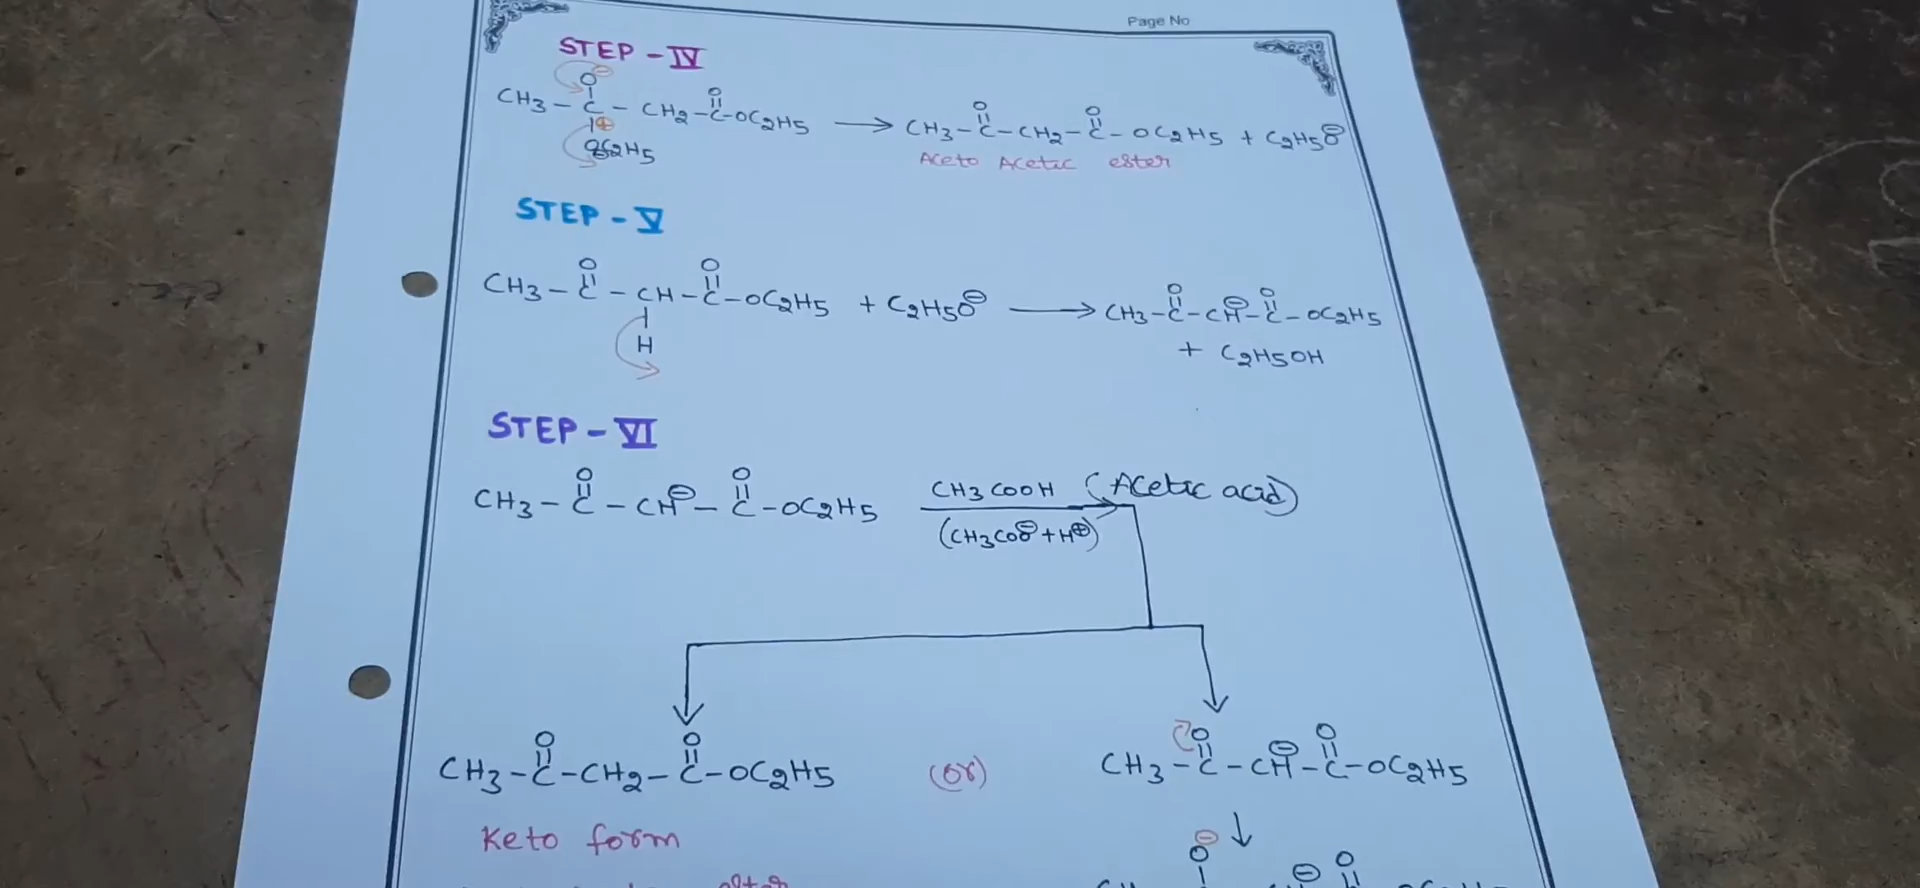 Page No
STEP - IV
CH3 - C(O⊖)(⊕)(OC2H5) - CH2 - C(=O) - OC2H5 → CH3 - C(=O) - CH2 - C(=O) - OC2H5 + C2H5O⊖
Aceto Acetic ester
STEP - V
CH3 - C(=O) - CH(H) - C(=O) - OC2H5 + C2H5O⊖ → CH3 - C(=O) - CH⊖ - C(=O) - OC2H5
+ C2H5OH
STEP - VI
CH3 - C(=O) - CH⊖ - C(=O) - OC2H5 CH3COOH (Acetic acid)
(CH3COO⊖ + H⊕)
CH3 - C(=O) - CH2 - C(=O) - OC2H5 (or) CH3 - C(=O) - CH⊖ - C(=O) - OC2H5
Keto form